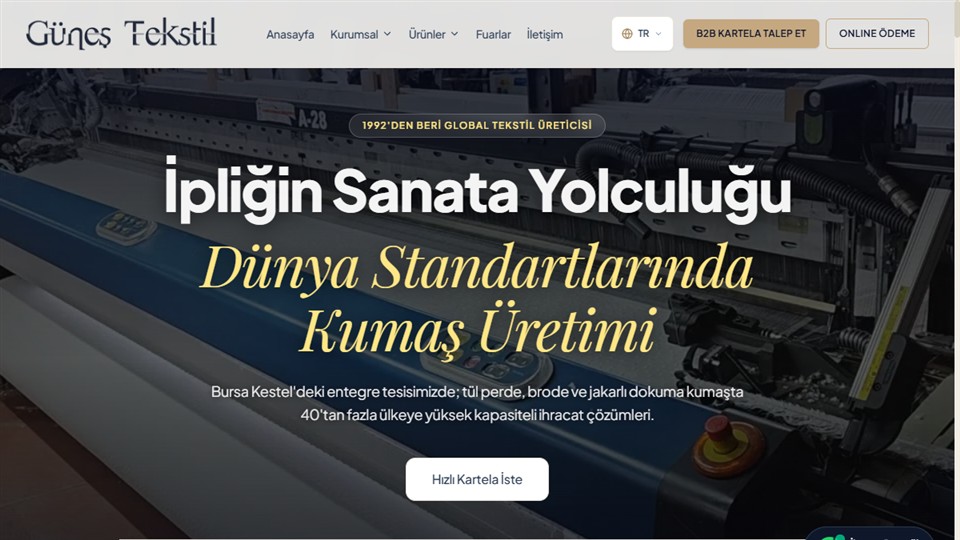 Güneş Tekstil
Anasayfa Kurumsal Ürünler Fuarlar İletişim
TR
B2B KARTELA TALEP ET
ONLINE ÖDEME
A-28
1992'DEN BERİ GLOBAL TEKSTİL ÜRETİCİSİ
İpliğin Sanata Yolculuğu
Dünya Standartlarında
Kumaş Üretimi
Bursa Kestel'deki entegre tesisimizde; tül perde, brode ve jakarlı dokuma kumaşta
40'tan fazla ülkeye yüksek kapasiteli ihracat çözümleri.
Hızlı Kartela İste